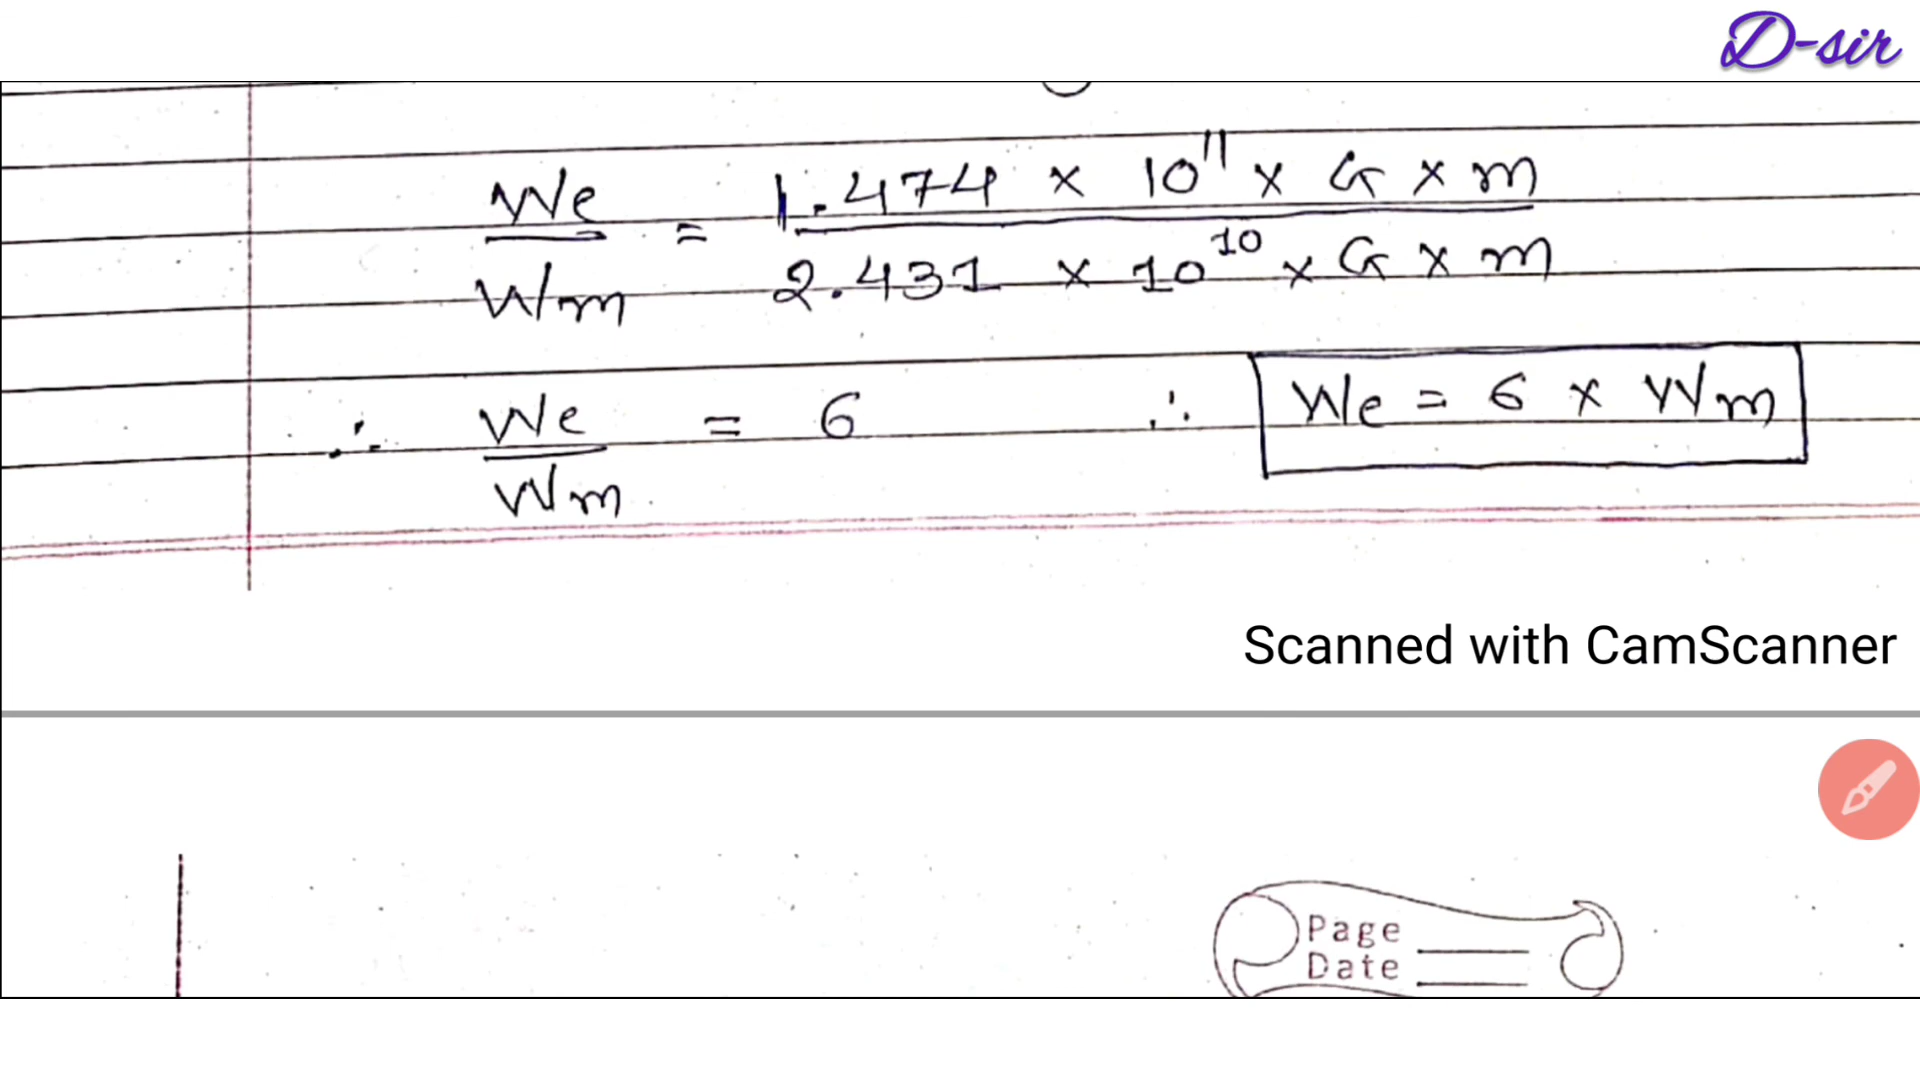 D-sir
We = 1.474 × 10¹¹ × G × m
Wm 2.431 × 10¹⁰ × G × m
∴ We = 6 ∴ We = 6 × Wm
Wm
Scanned with CamScanner
Page
Date